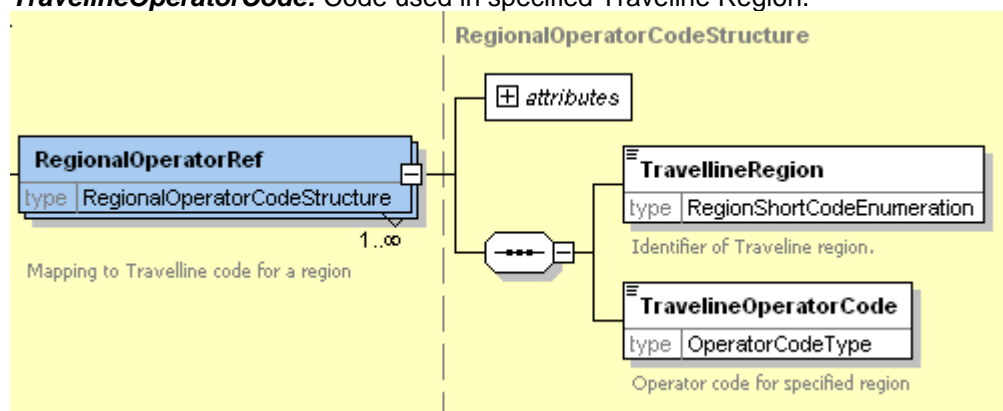 TravelineOperatorCode: Code used in specified Traveline Region.
RegionalOperatorCodeStructure
attributes
RegionalOperatorRef
type RegionalOperatorCodeStructure
1..∞
Mapping to Travelline code for a region
TravellineRegion
type RegionShortCodeEnumeration
Identifier of Traveline region.
TravelineOperatorCode
type OperatorCodeType
Operator code for specified region